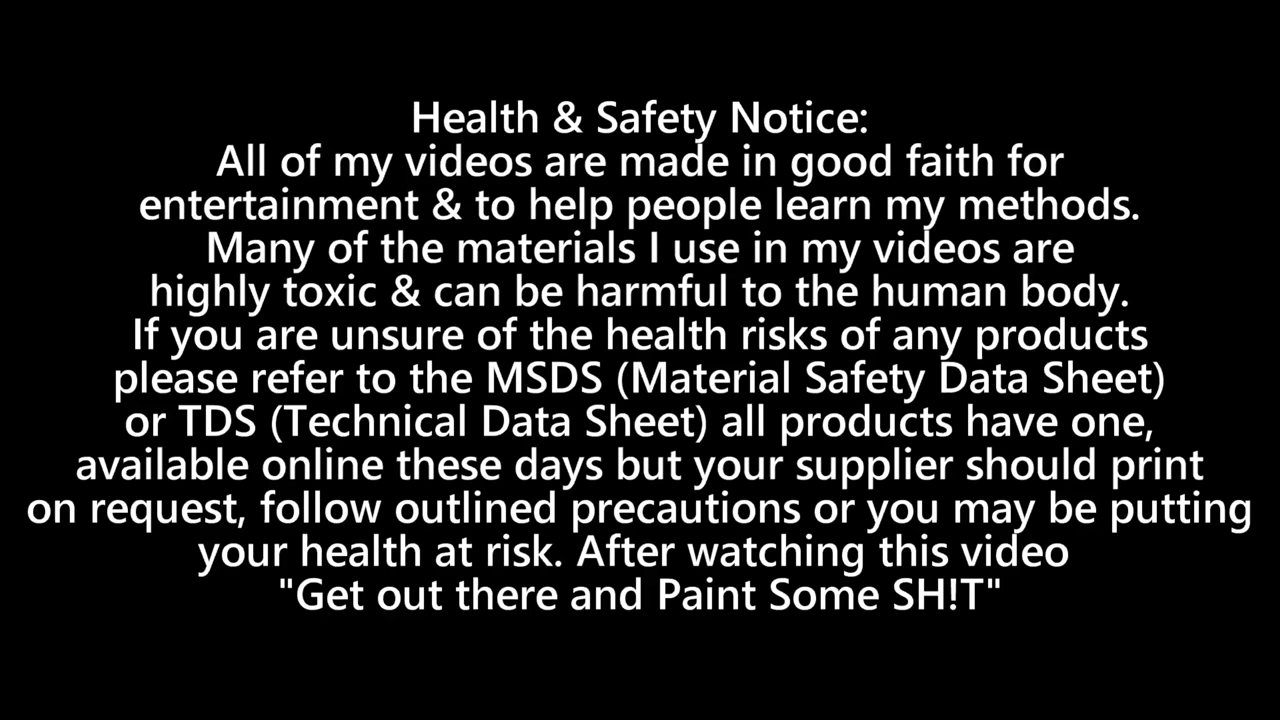 Health & Safety Notice:
All of my videos are made in good faith for
entertainment & to help people learn my methods.
Many of the materials I use in my videos are
highly toxic & can be harmful to the human body.
If you are unsure of the health risks of any products
please refer to the MSDS (Material Safety Data Sheet)
or TDS (Technical Data Sheet) all products have one,
available online these days but your supplier should print
on request, follow outlined precautions or you may be putting
your health at risk. After watching this video
"Get out there and Paint Some SH!T"